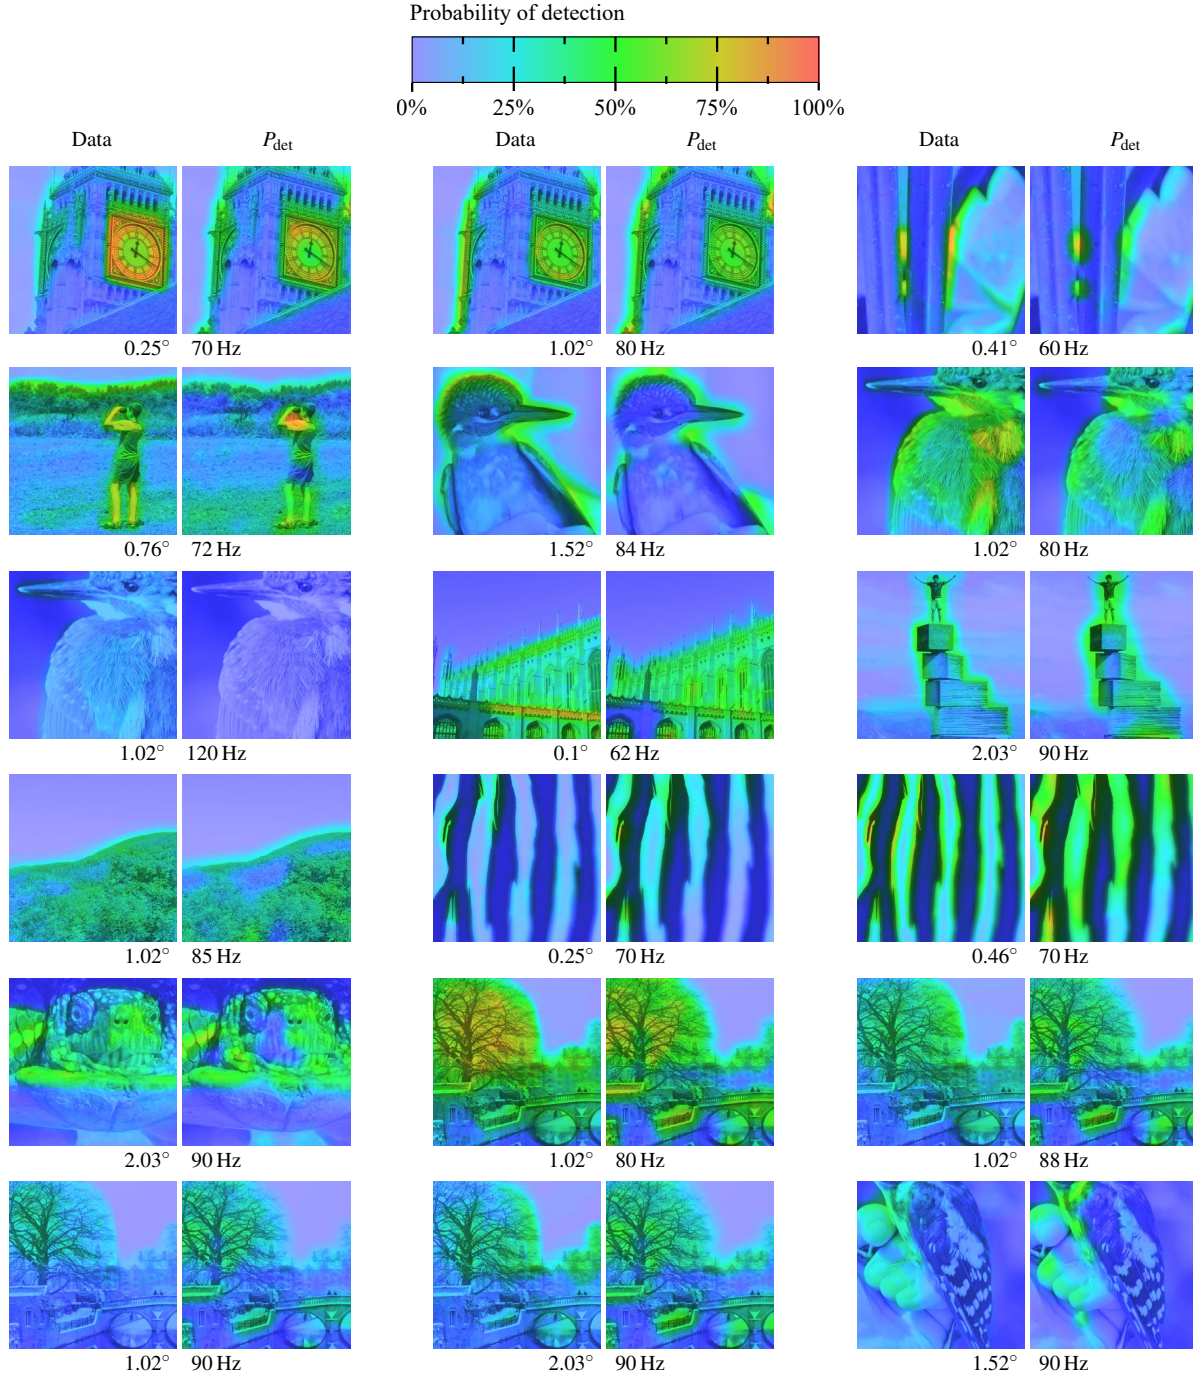 Probability of detection
0% 25% 50% 75% 100%
Data P_det Data P_det Data P_det
0.25° 70 Hz 1.02° 80 Hz 0.41° 60 Hz
0.76° 72 Hz 1.52° 84 Hz 1.02° 80 Hz
1.02° 120 Hz 0.1° 62 Hz 2.03° 90 Hz
1.02° 85 Hz 0.25° 70 Hz 0.46° 70 Hz
2.03° 90 Hz 1.02° 80 Hz 1.02° 88 Hz
1.02° 90 Hz 2.03° 90 Hz 1.52° 90 Hz